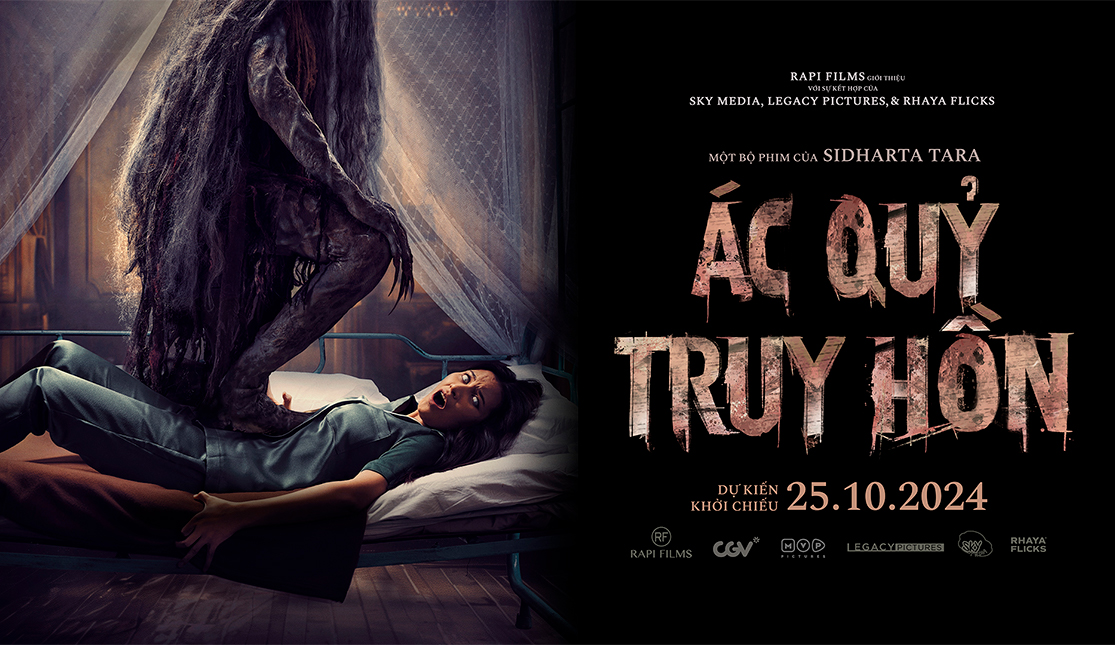 RAPI FILMS GIỚI THIỆU
VỚI SỰ KẾT HỢP CỦA
SKY MEDIA, LEGACY PICTURES, & RHAYA FLICKS
MỘT BỘ PHIM CỦA SIDHARTA TARA
ÁC QUỶ
TRUY HỒN
DỰ KIẾN
KHỞI CHIẾU 25.10.2024
RF
RAPI FILMS
CGV
MVP
PICTURES
LEGACY PICTURES
SKY
RHAYA
FLICKS